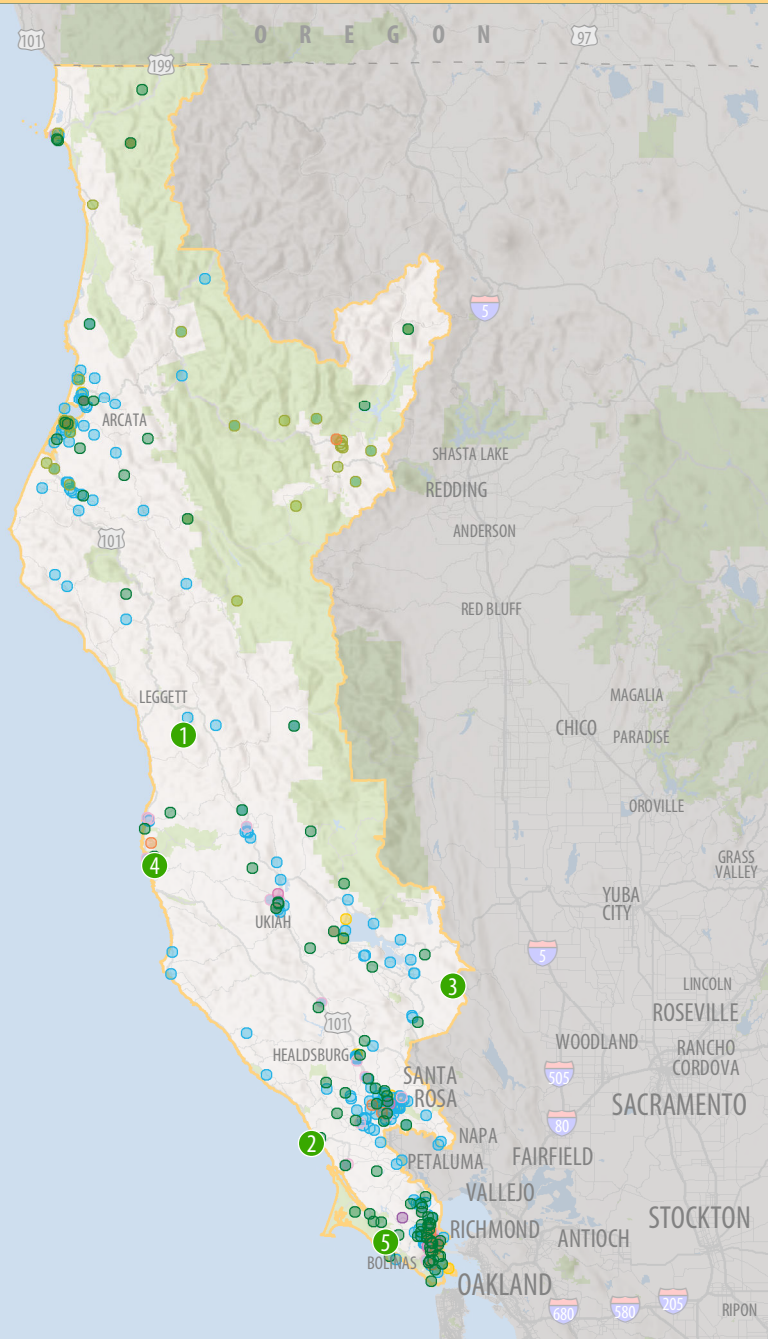 OREGON
101
97
199
5
ARCATA
SHASTA LAKE
REDDING
ANDERSON
101
RED BLUFF
LEGGETT
MAGALIA
1
CHICO
PARADISE
OROVILLE
4
GRASS
VALLEY
YUBA
CITY
UKIAH
5
3
LINCOLN
ROSEVILLE
101
WOODLAND
RANCHO
CORDOVA
HEALDSBURG
505
SANTA
ROSA
SACRAMENTO
80
2
NAPA
FAIRFIELD
PETALUMA
VALLEJO
STOCKTON
RICHMOND
ANTIOCH
5
BOLINAS
OAKLAND
680
580
205
RIPON